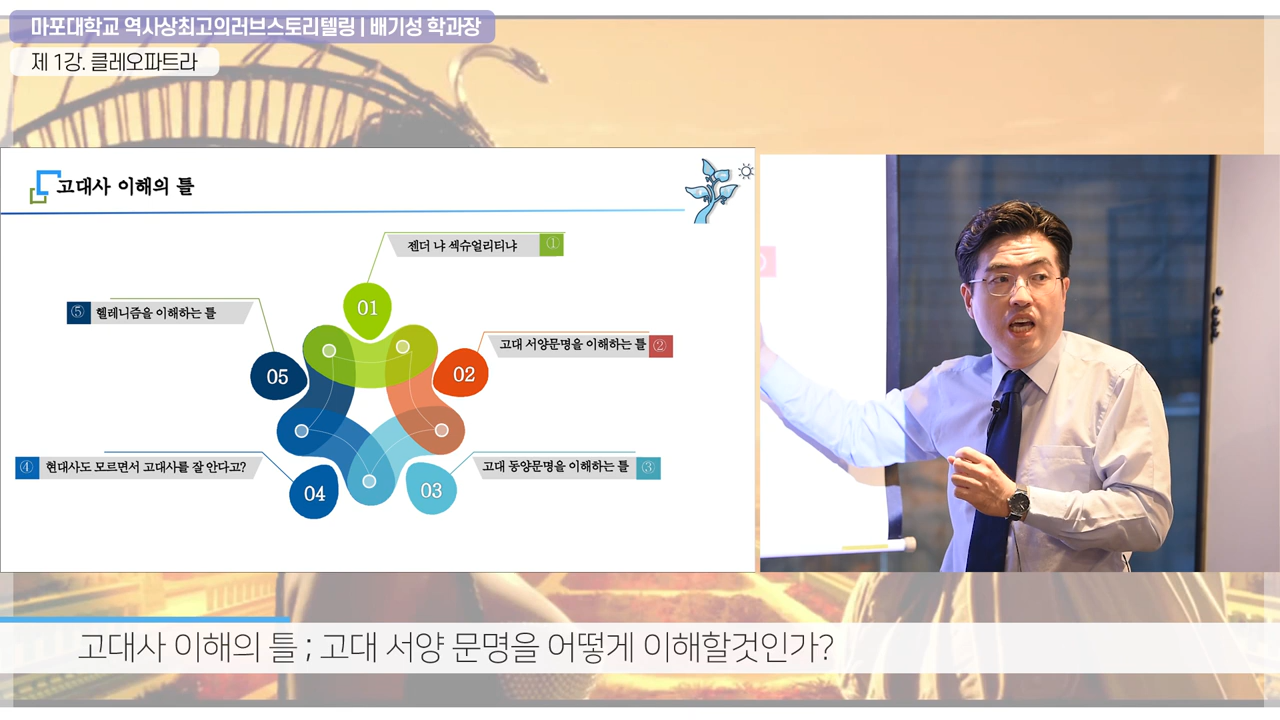 마포대학교 역사상최고의러브스토리텔링 | 배기성 학과장
제 1강. 클레오파트라
고대사 이해의 틀
젠더 냐 섹슈얼리티냐 ①
01
⑤ 헬레니즘을 이해하는 틀
고대 서양문명을 이해하는 틀 ②
05
02
④ 현대사도 모르면서 고대사를 잘 안다고?
고대 동양문명을 이해하는 틀 ③
04
03
고대사 이해의 틀 ; 고대 서양 문명을 어떻게 이해할것인가?